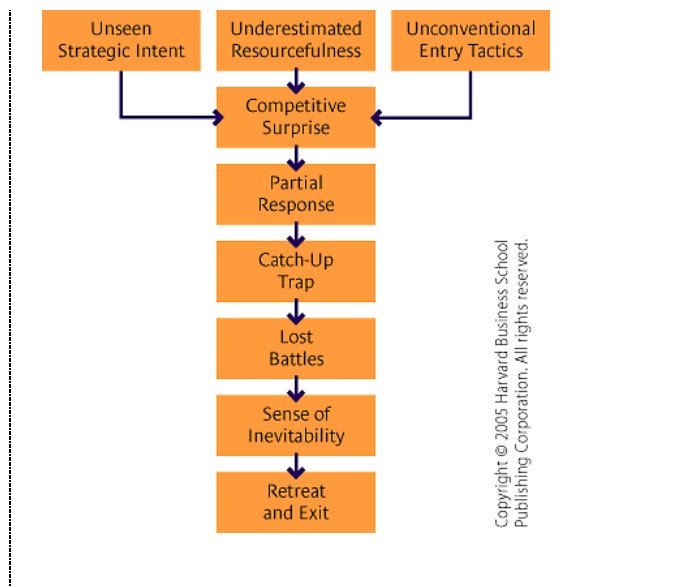 Unseen
Strategic Intent
Underestimated
Resourcefulness
Unconventional
Entry Tactics
Competitive
Surprise
Partial
Response
Catch-Up
Trap
Lost
Battles
Sense of
Inevitability
Retreat
and Exit
Copyright © 2005 Harvard Business School
Publishing Corporation. All rights reserved.